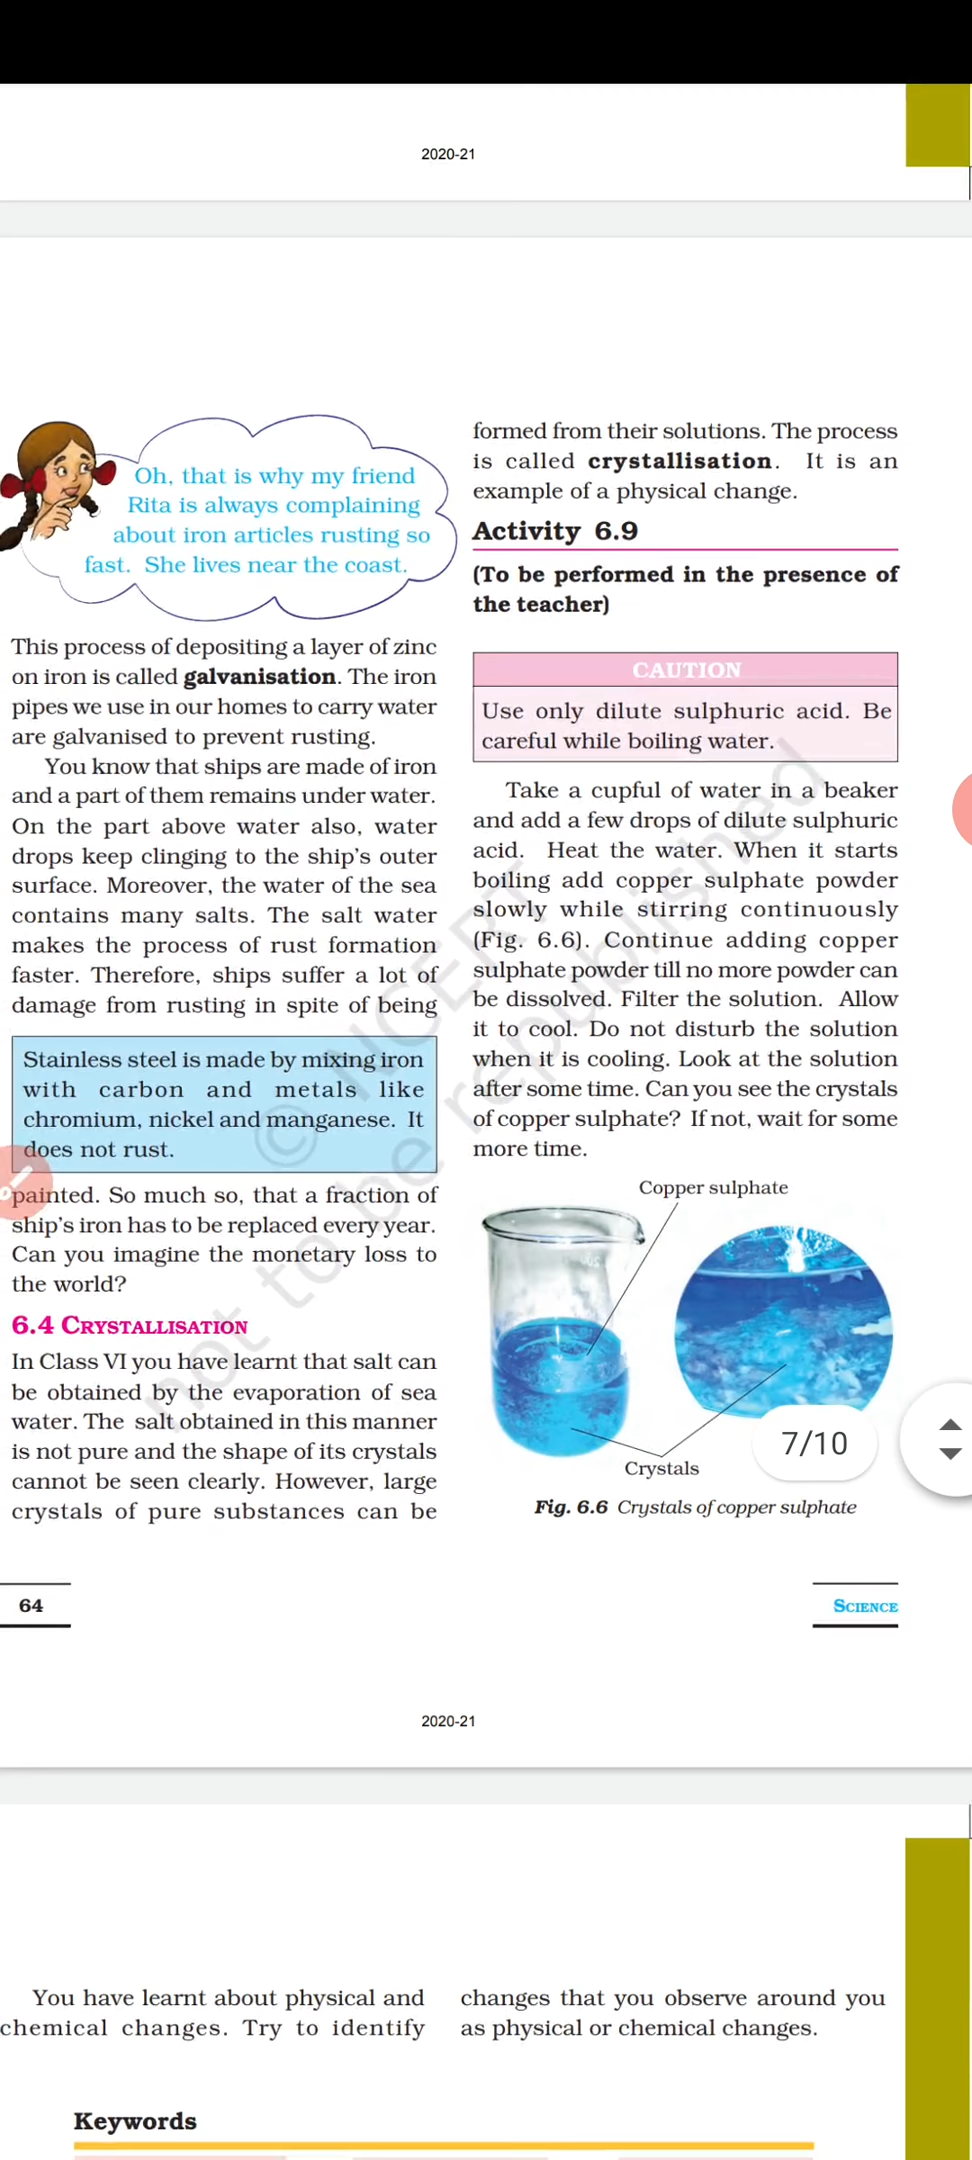 2020-21
Oh, that is why my friend
Rita is always complaining
about iron articles rusting so
fast. She lives near the coast.
This process of depositing a layer of zinc
on iron is called galvanisation. The iron
pipes we use in our homes to carry water
are galvanised to prevent rusting.
You know that ships are made of iron
and a part of them remains under water.
On the part above water also, water
drops keep clinging to the ship's outer
surface. Moreover, the water of the sea
contains many salts. The salt water
makes the process of rust formation
faster. Therefore, ships suffer a lot of
damage from rusting in spite of being
Stainless steel is made by mixing iron
with carbon and metals like
chromium, nickel and manganese. It
does not rust.
painted. So much so, that a fraction of
ship's iron has to be replaced every year.
Can you imagine the monetary loss to
the world?
6.4 CRYSTALLISATION
In Class VI you have learnt that salt can
be obtained by the evaporation of sea
water. The salt obtained in this manner
is not pure and the shape of its crystals
cannot be seen clearly. However, large
crystals of pure substances can be
formed from their solutions. The process
is called crystallisation. It is an
example of a physical change.
Activity 6.9
(To be performed in the presence of
the teacher)
CAUTION
Use only dilute sulphuric acid. Be
careful while boiling water.
Take a cupful of water in a beaker
and add a few drops of dilute sulphuric
acid. Heat the water. When it starts
boiling add copper sulphate powder
slowly while stirring continuously
(Fig. 6.6). Continue adding copper
sulphate powder till no more powder can
be dissolved. Filter the solution. Allow
it to cool. Do not disturb the solution
when it is cooling. Look at the solution
after some time. Can you see the crystals
of copper sulphate? If not, wait for some
more time.
Copper sulphate
Crystals
7/10
Fig. 6.6 Crystals of copper sulphate
© NCERT
not to be republished
64
SCIENCE
2020-21
You have learnt about physical and
chemical changes. Try to identify
changes that you observe around you
as physical or chemical changes.
Keywords